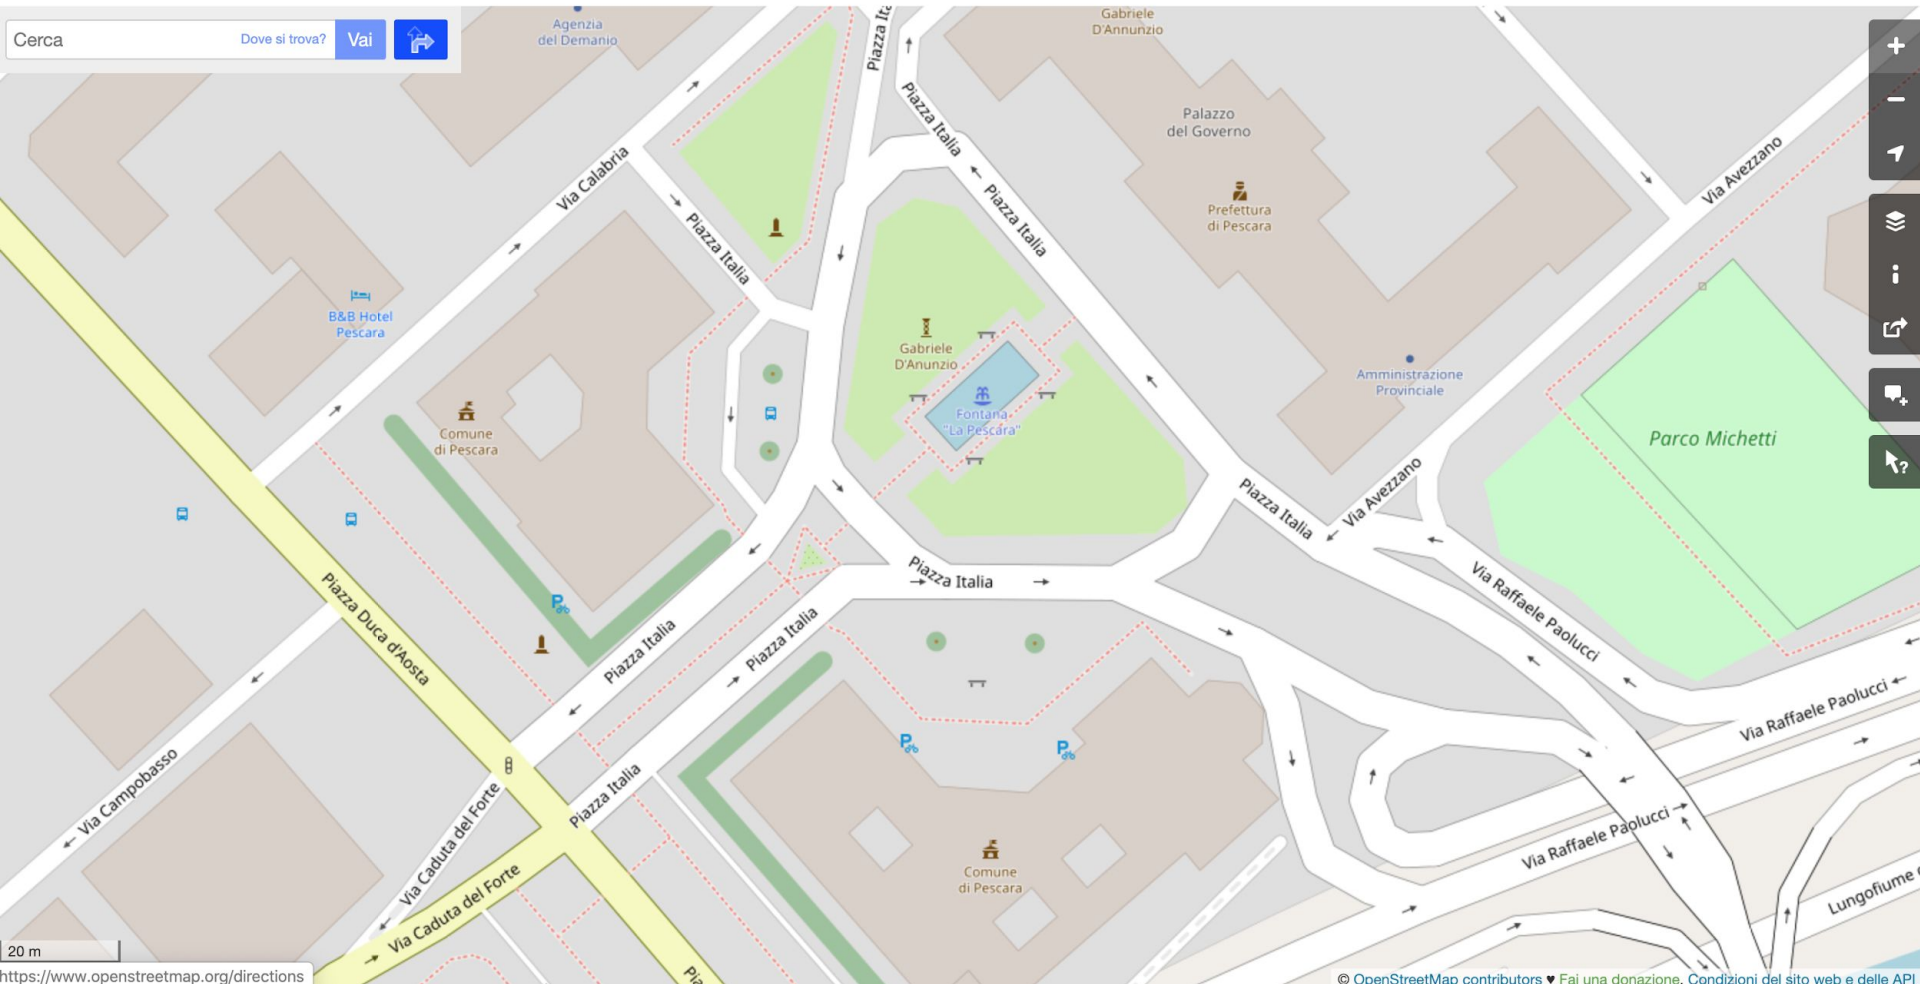 Cerca
Dove si trova?
Vai
Agenzia
del Demanio
Piazza Ita
Gabriele
D'Annunzio
Palazzo
del Governo
Prefettura
di Pescara
Via Avezzano
Via Calabria
Piazza Italia
Piazza Italia
Piazza Italia
B&B Hotel
Pescara
Gabriele
D'Anunzio
Fontana
"La Pescara"
Amministrazione
Provinciale
Parco Michetti
Comune
di Pescara
Via Avezzano
Piazza Italia
Piazza Italia
Via Raffaele Paolucci
Piazza Duca d'Aosta
Piazza Italia
Piazza Italia
Via Raffaele Paolucci
Via Campobasso
Piazza Italia
Via Caduta del Forte
Via Raffaele Paolucci
Comune
di Pescara
Via Caduta del Forte
Lungofiume
Pia
20 m
https://www.openstreetmap.org/directions
© OpenStreetMap contributors ♥ Fai una donazione. Condizioni del sito web e delle API